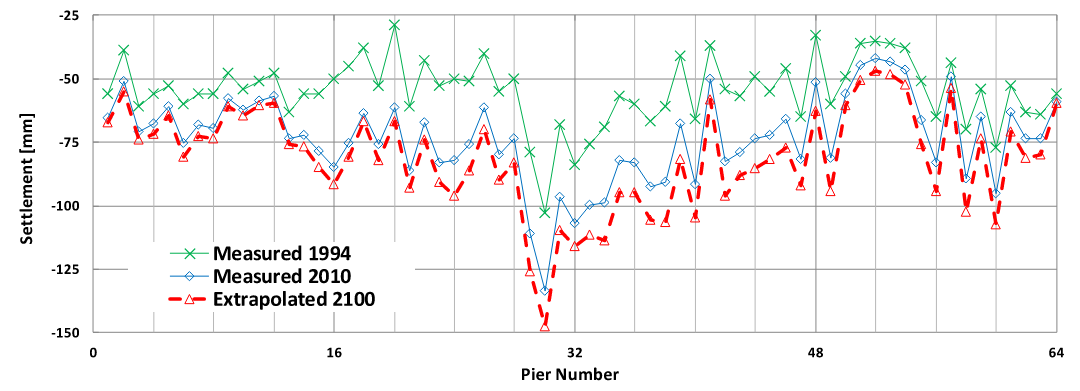 -25
-50
-75
-100
-125
-150
Settlement [mm]
Measured 1994
Measured 2010
Extrapolated 2100
0 16 32 48 64
Pier Number